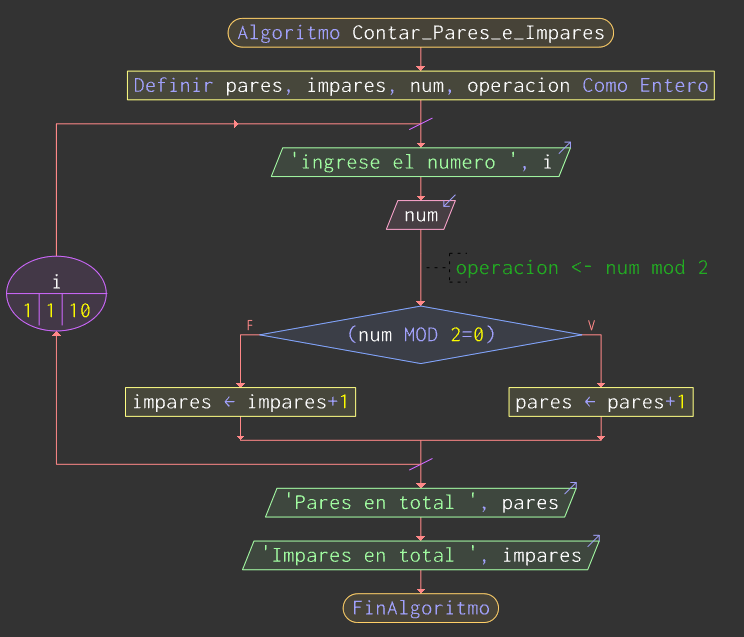 Algoritmo Contar_Pares_e_Impares
Definir pares, impares, num, operacion Como Entero
'ingrese el numero ', i
num
operacion <- num mod 2
i
1 1 10
F
(num MOD 2=0)
V
impares ← impares+1
pares ← pares+1
'Pares en total ', pares
'Impares en total ', impares
FinAlgoritmo